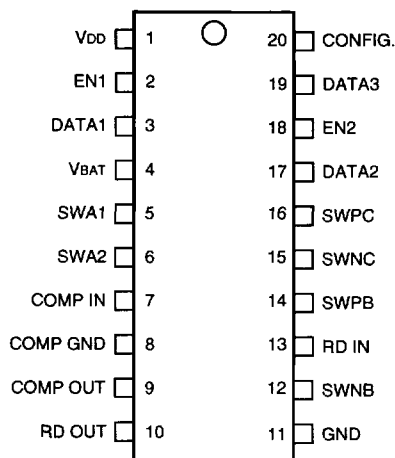 VDD 1 20 CONFIG.
EN1 2 19 DATA3
DATA1 3 18 EN2
VBAT 4 17 DATA2
SWA1 5 16 SWPC
SWA2 6 15 SWNC
COMP IN 7 14 SWPB
COMP GND 8 13 RD IN
COMP OUT 9 12 SWNB
RD OUT 10 11 GND